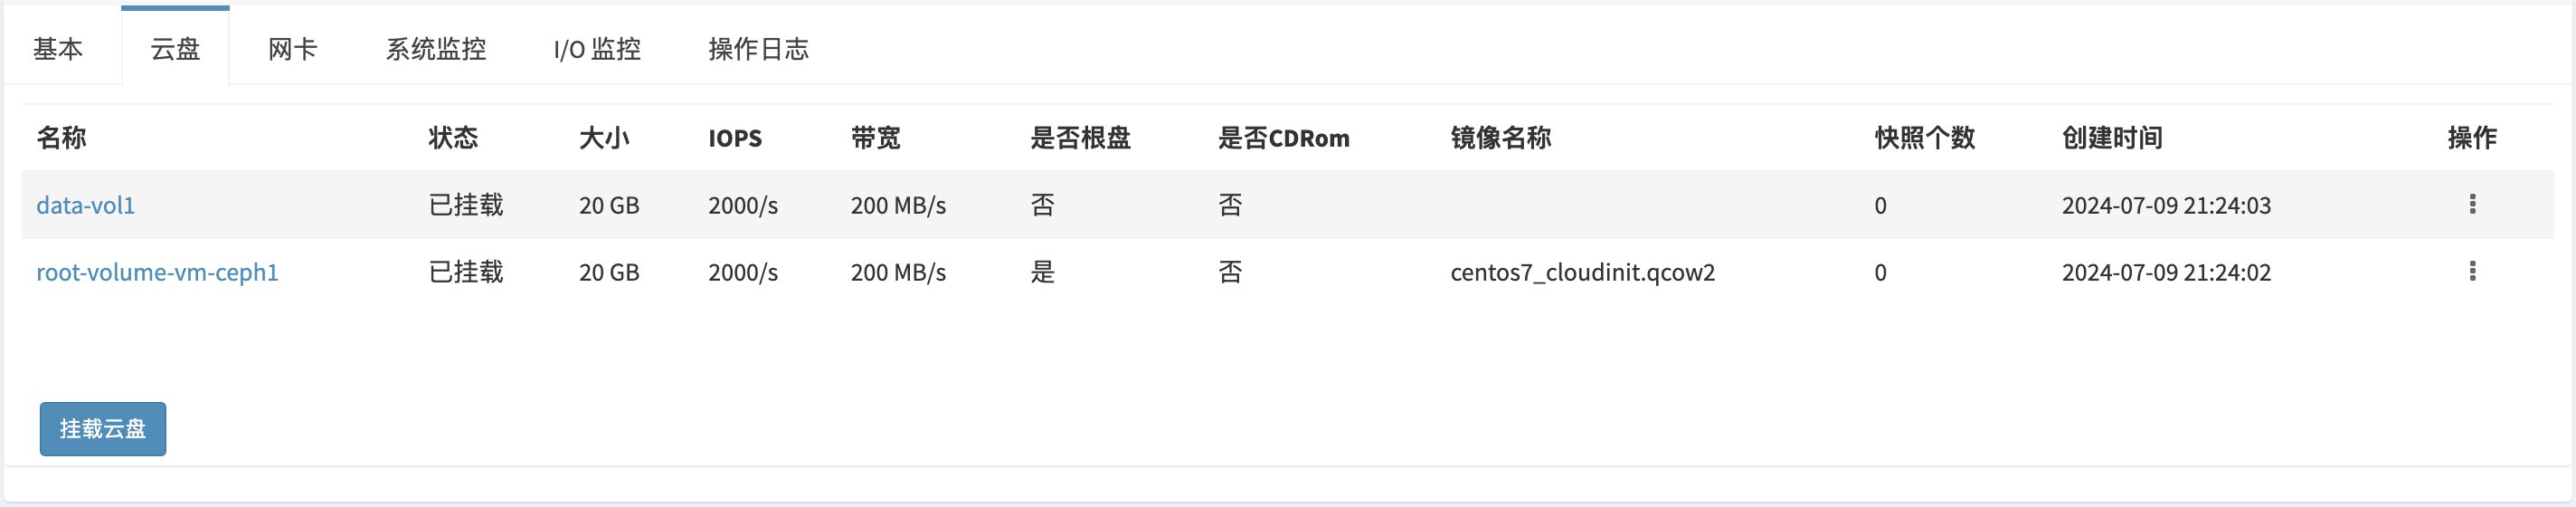 基本 云盘 网卡 系统监控 I/O 监控 操作日志
名称 状态 大小 IOPS 带宽 是否根盘 是否CDRom 镜像名称 快照个数 创建时间 操作
data-vol1 已挂载 20 GB 2000/s 200 MB/s 否 否 0 2024-07-09 21:24:03
root-volume-vm-ceph1 已挂载 20 GB 2000/s 200 MB/s 是 否 centos7_cloudinit.qcow2 0 2024-07-09 21:24:02
挂载云盘